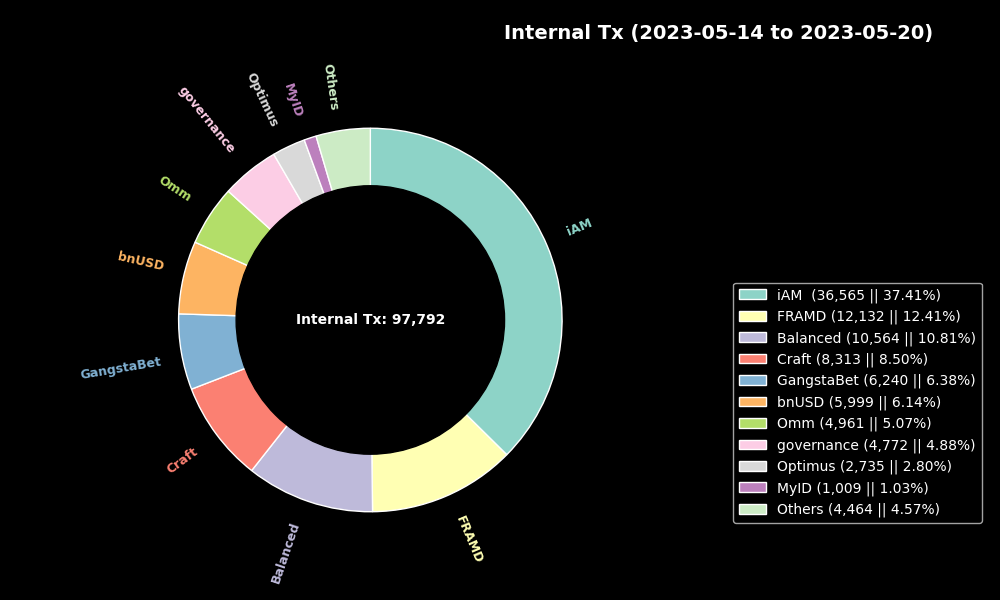 Internal Tx (2023-05-14 to 2023-05-20)
Others
MyID
Optimus
governance
Omm
bnUSD
GangstaBet
Craft
Balanced
FRAMD
iAM
Internal Tx: 97,792
iAM  (36,565 || 37.41%)
FRAMD (12,132 || 12.41%)
Balanced (10,564 || 10.81%)
Craft (8,313 || 8.50%)
GangstaBet (6,240 || 6.38%)
bnUSD (5,999 || 6.14%)
Omm (4,961 || 5.07%)
governance (4,772 || 4.88%)
Optimus (2,735 || 2.80%)
MyID (1,009 || 1.03%)
Others (4,464 || 4.57%)